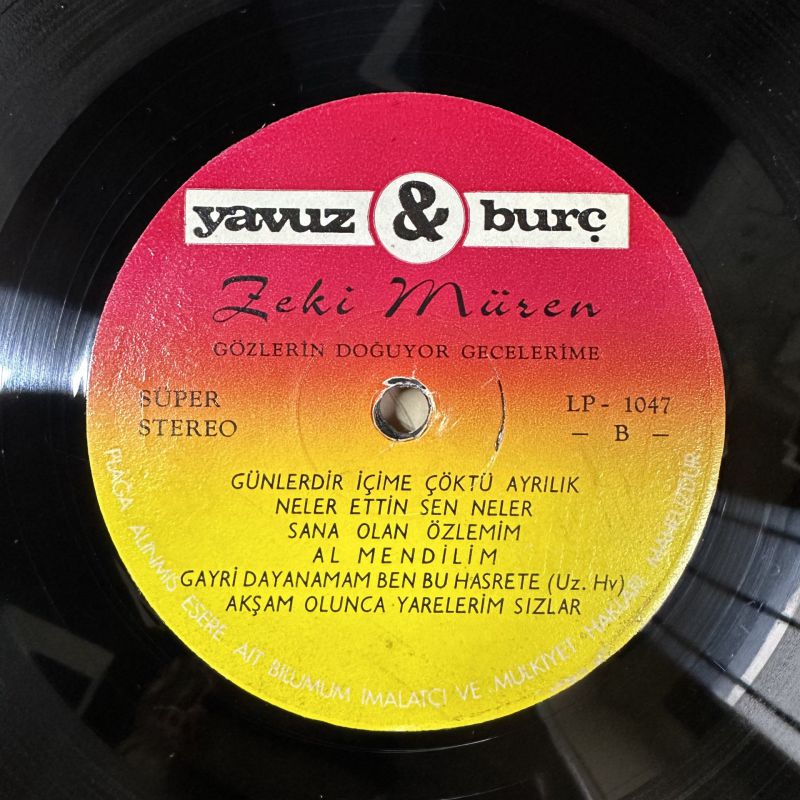 yavuz & burç
Zeki Müren
GÖZLERİN DOĞUYOR GECELERİME
SÜPER
STEREO
LP - 1047
- B -
GÜNLERDİR İÇİME ÇÖKTÜ AYRILIK
NELER ETTİN SEN NELER
SANA OLAN ÖZLEMİM
AL MENDİLİM
GAYRİ DAYANAMAM BEN BU HASRETE (Uz. Hv)
AKŞAM OLUNCA YARELERİM SIZLAR
PLAĞA ALINMIŞ ESERE AİT BİLUMUM İMALATÇI VE MÜLKİYET HAKLARI MAHFUZDUR